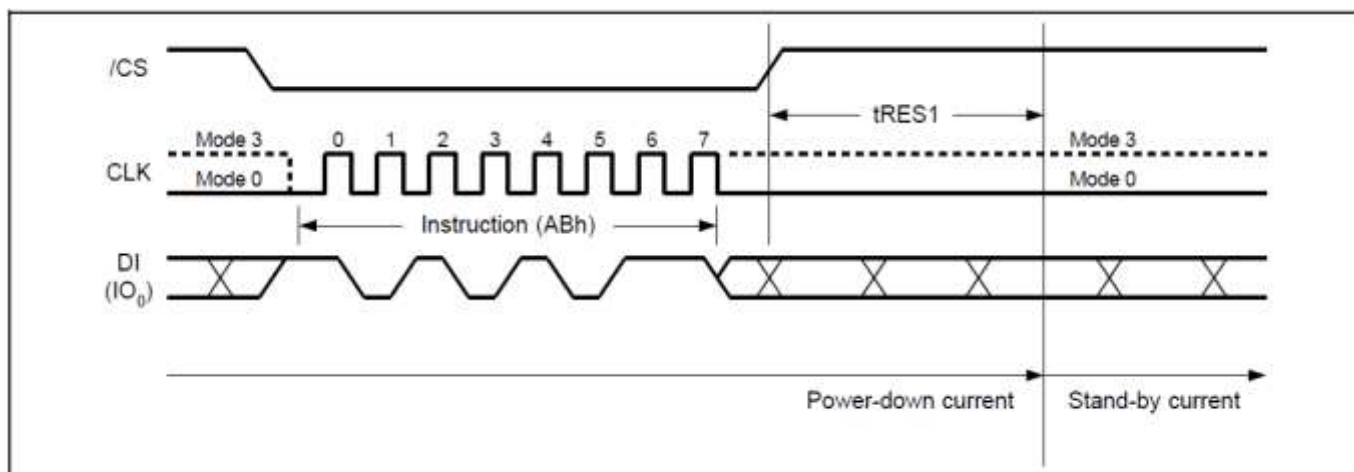 /CS
tRES1
Mode 3 0 1 2 3 4 5 6 7 Mode 3
CLK
Mode 0 Mode 0
Instruction (ABh)
DI
(IO₀)
Power-down current Stand-by current